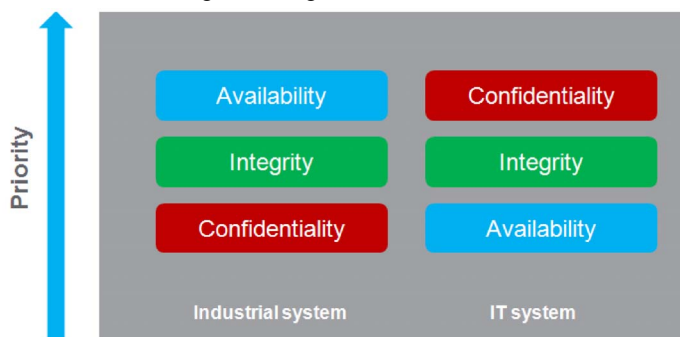 Priority
Availability
Confidentiality
Integrity
Integrity
Confidentiality
Availability
Industrial system
IT system